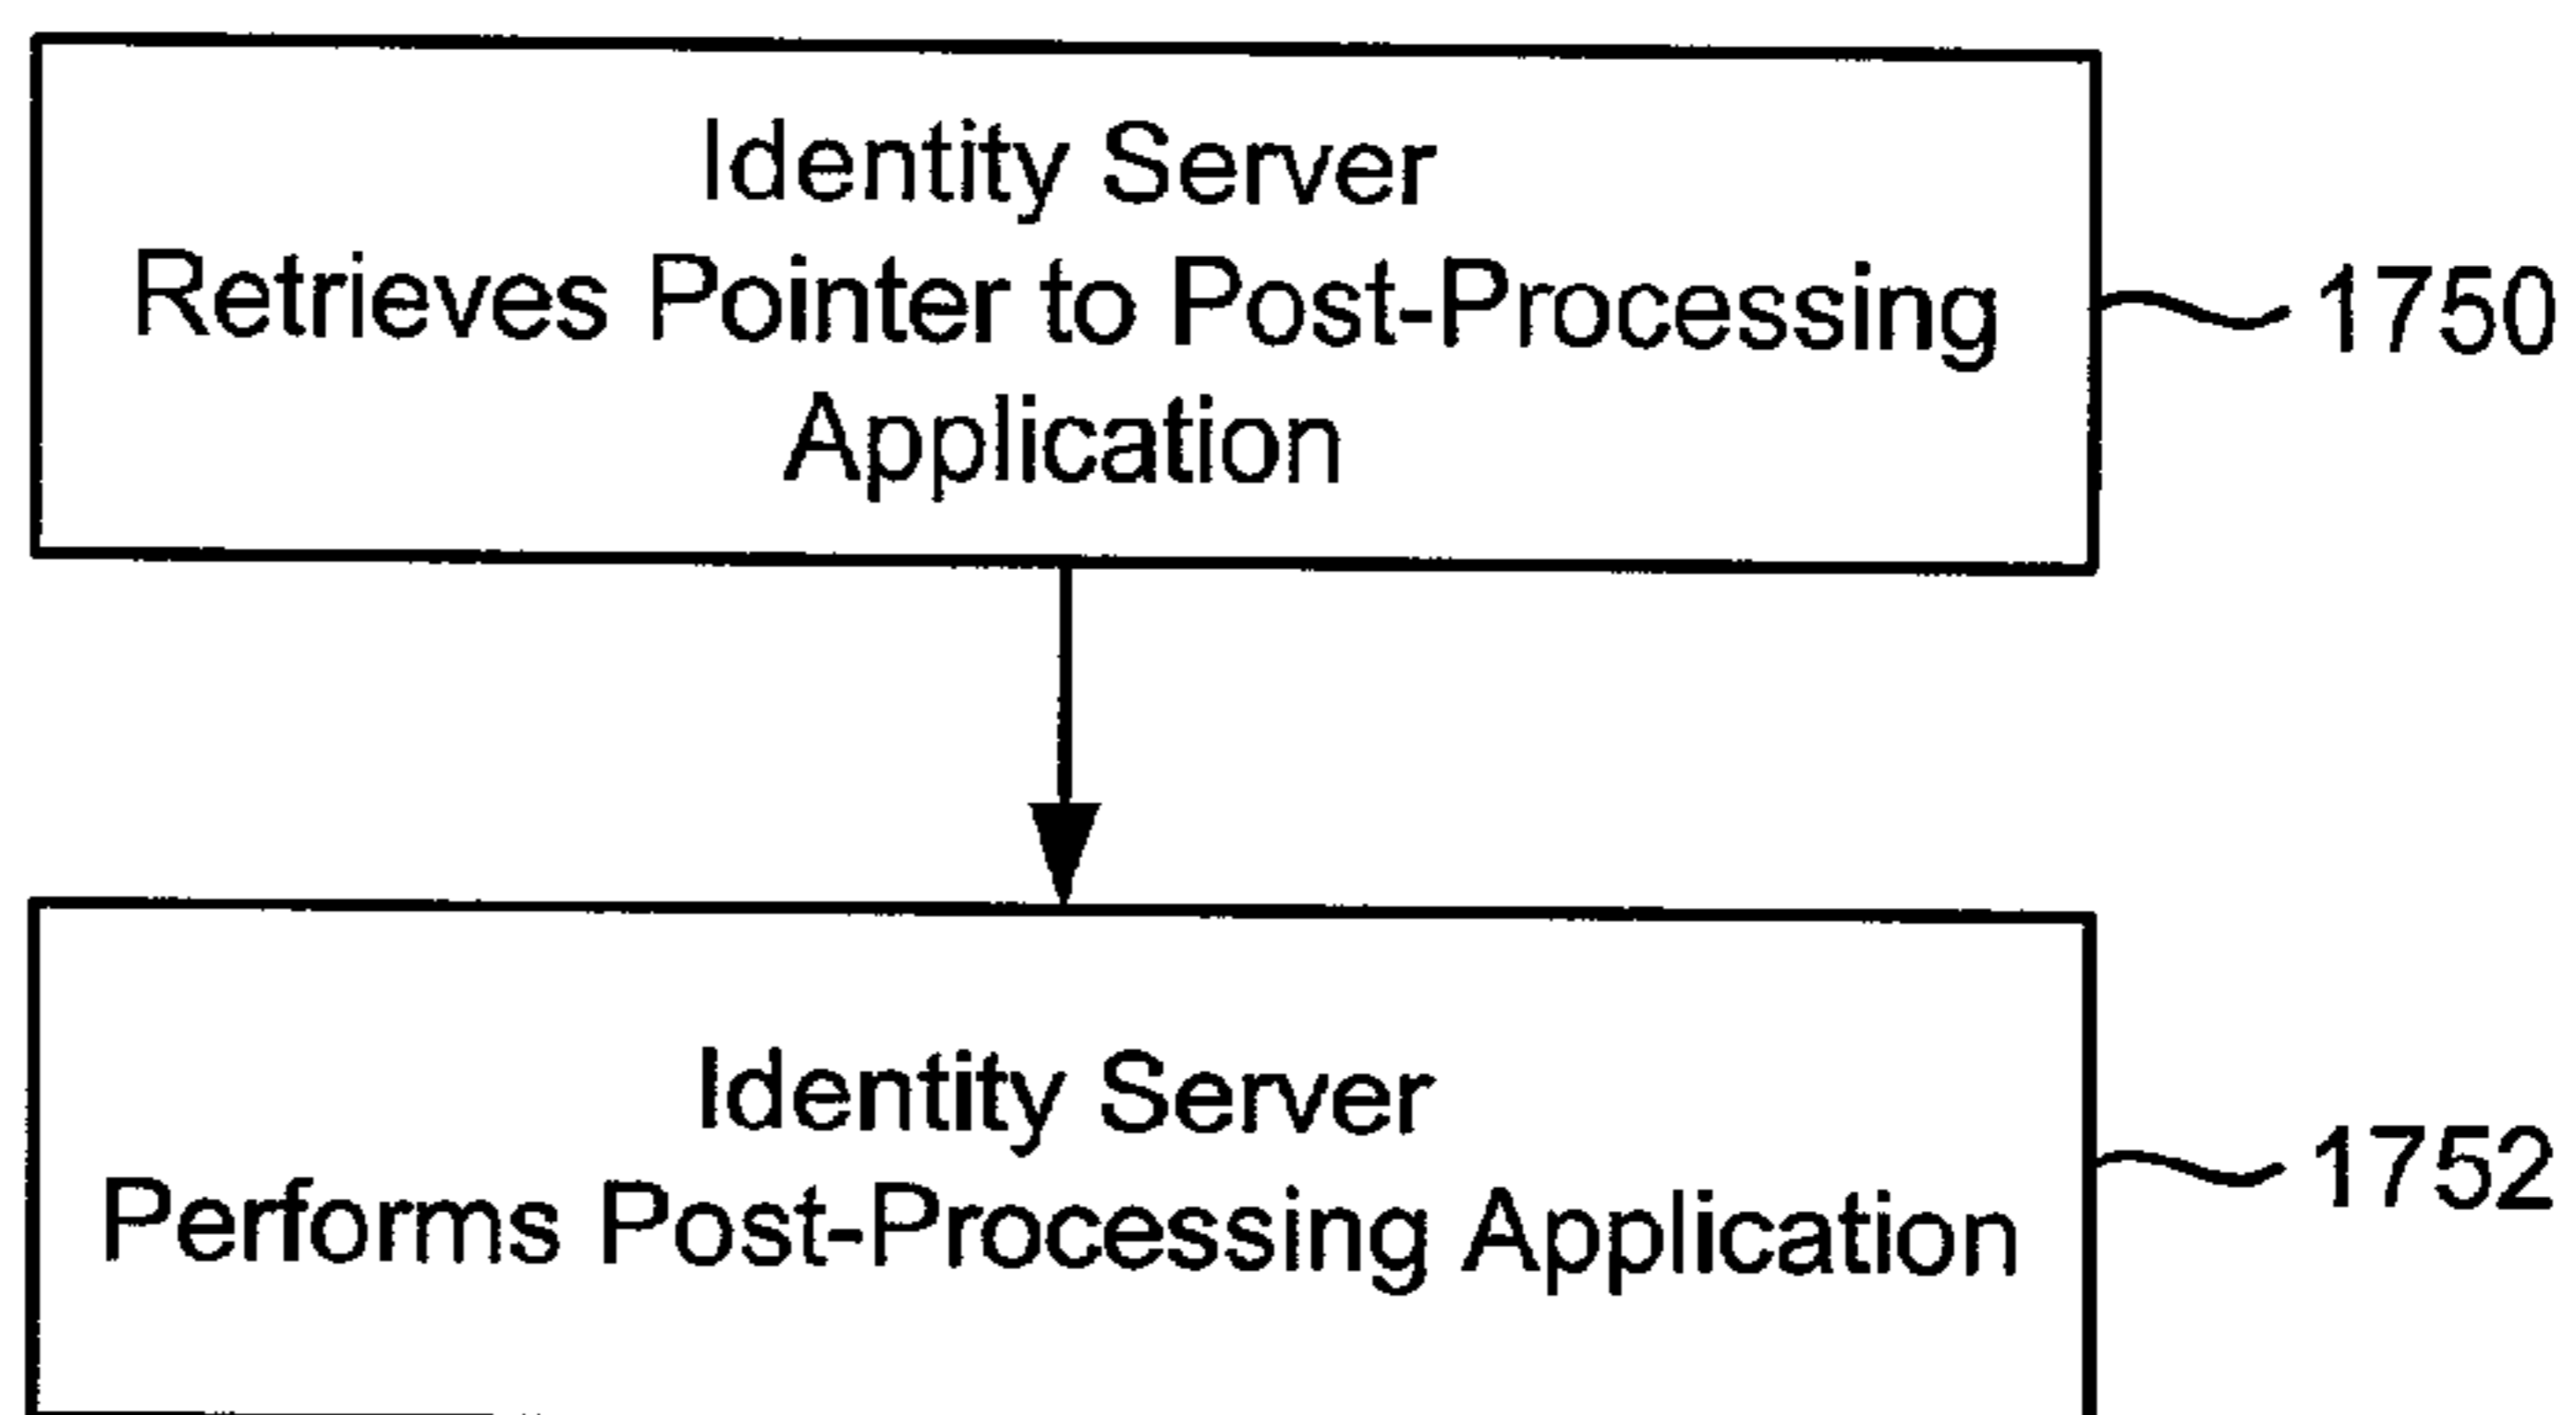 Identity Server
Retrieves Pointer to Post-Processing
Application
1750
Identity Server
Performs Post-Processing Application
1752